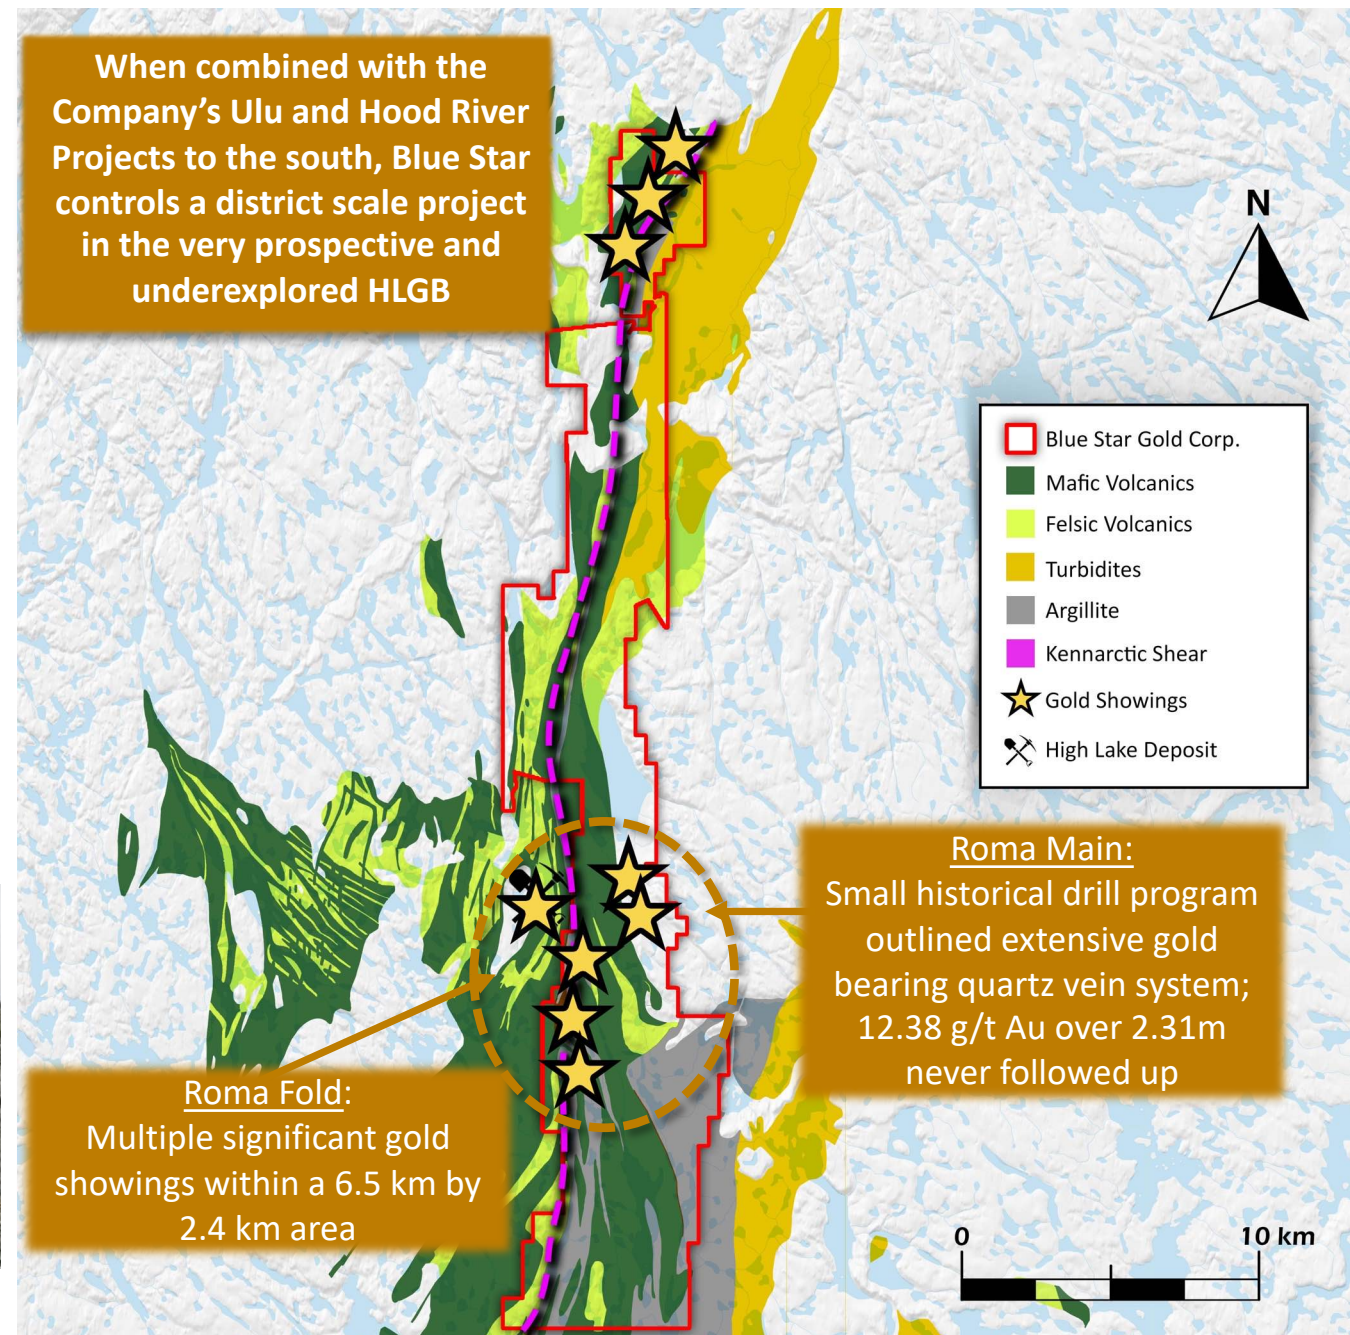 When combined with the
Company’s Ulu and Hood River
Projects to the south, Blue Star
controls a district scale project
in the very prospective and
underexplored HLGB
N
Blue Star Gold Corp.
Mafic Volcanics
Felsic Volcanics
Turbidites
Argillite
Kennarctic Shear
Gold Showings
High Lake Deposit
Roma Main:
Small historical drill program
outlined extensive gold
bearing quartz vein system;
12.38 g/t Au over 2.31m
never followed up
Roma Fold:
Multiple significant gold
showings within a 6.5 km by
2.4 km area
0
10 km